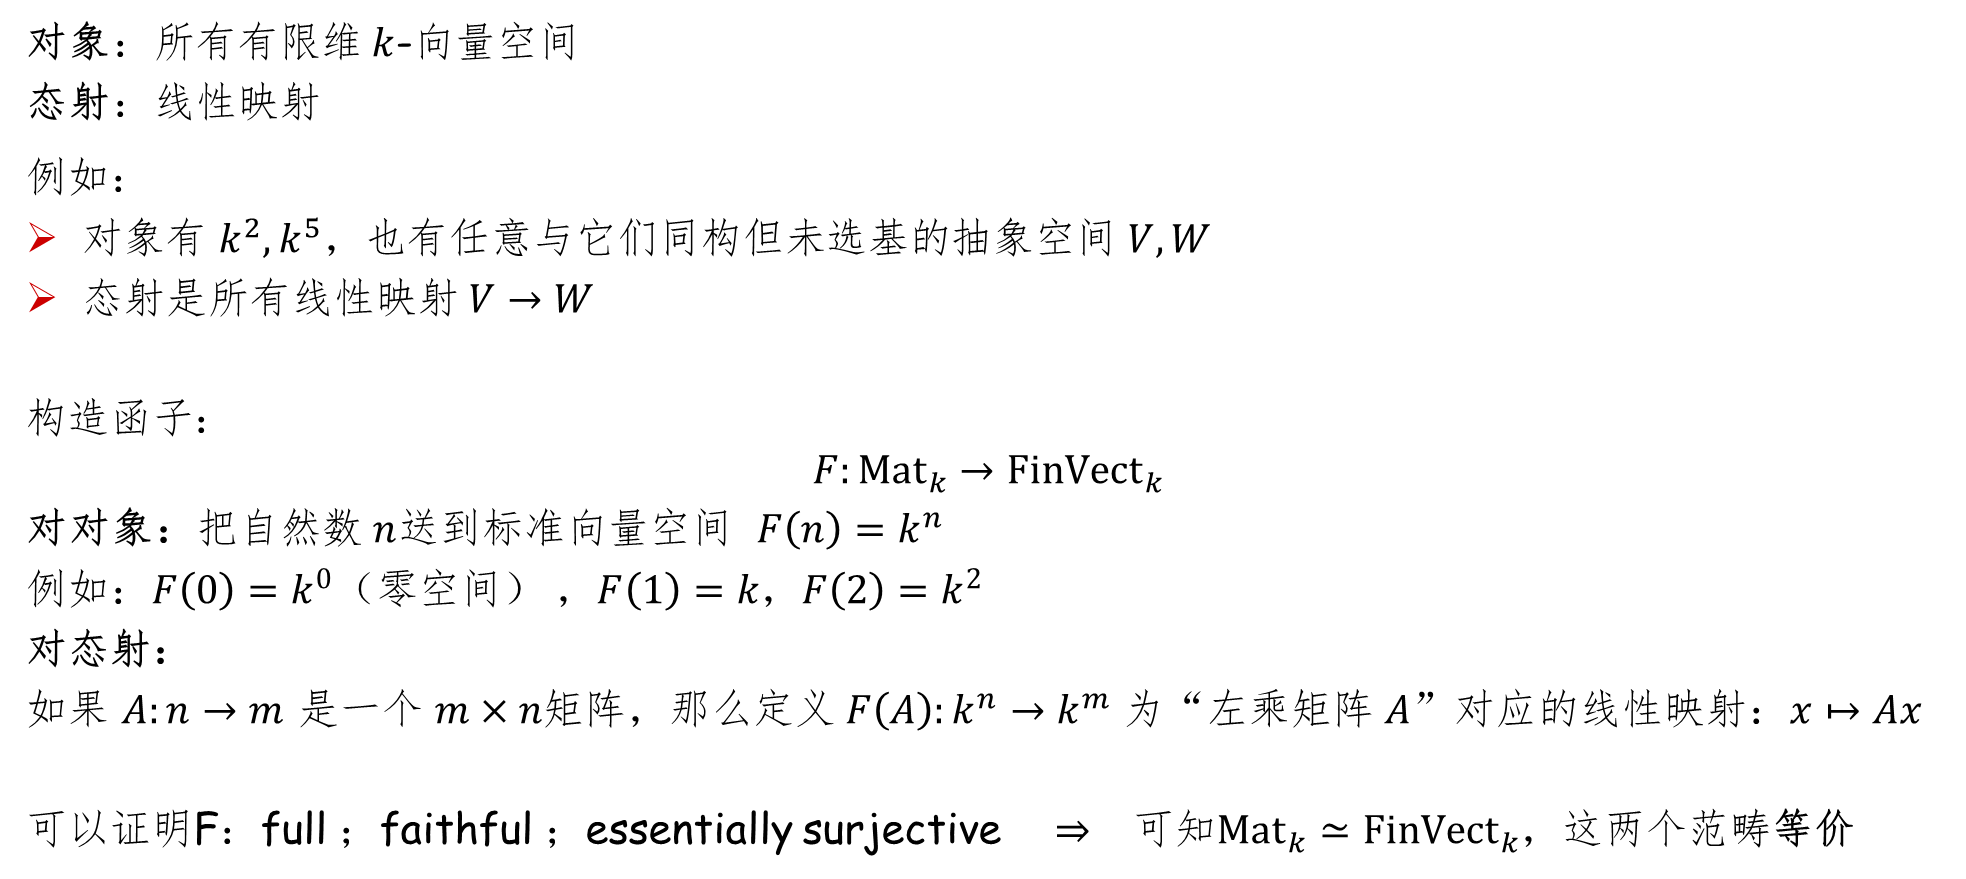 对象：所有有限维 k-向量空间
态射：线性映射
例如：
➢ 对象有 k²,k⁵，也有任意与它们同构但未选基的抽象空间 V,W
➢ 态射是所有线性映射 V → W
构造函子：
F: Matₖ → FinVectₖ
对对象：把自然数 n送到标准向量空间 F(n) = kⁿ
例如：F(0) = k⁰（零空间），F(1) = k，F(2) = k²
对态射：
如果 A: n → m 是一个 m × n矩阵，那么定义 F(A): kⁿ → kᵐ 为“左乘矩阵 A”对应的线性映射：x ↦ Ax
可以证明F：full；faithful；essentially surjective ⇒ 可知Matₖ ≃ FinVectₖ，这两个范畴等价